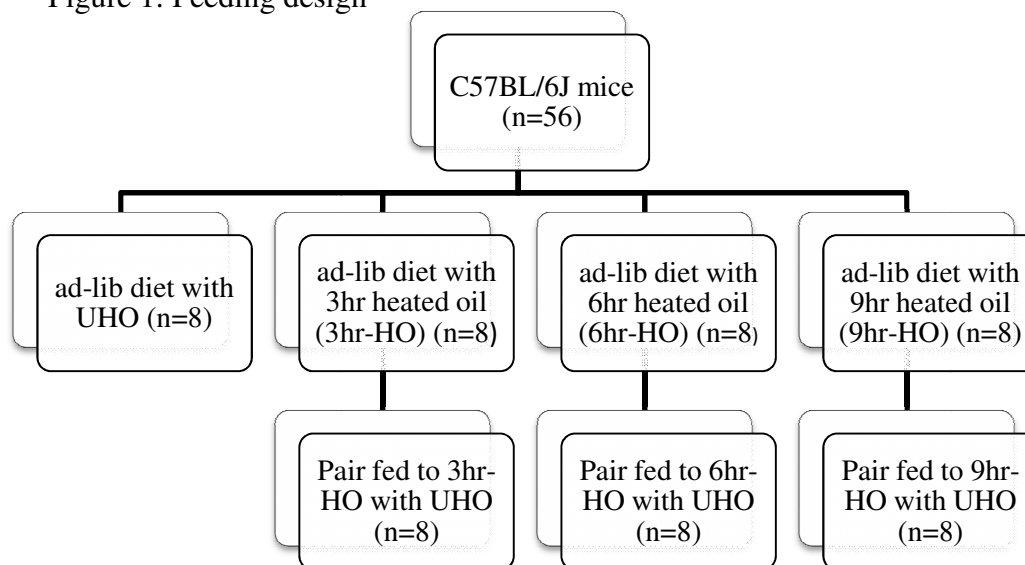 Figure 1: Feeding design
C57BL/6J mice
(n=56)
ad-lib diet with
UHO (n=8)
ad-lib diet with
3hr heated oil
(3hr-HO) (n=8)
ad-lib diet with
6hr heated oil
(6hr-HO) (n=8)
ad-lib diet with
9hr heated oil
(9hr-HO) (n=8)
Pair fed to 3hr-
HO with UHO
(n=8)
Pair fed to 6hr-
HO with UHO
(n=8)
Pair fed to 9hr-
HO with UHO
(n=8)